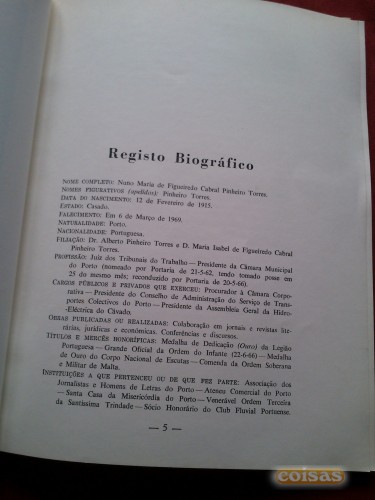 Registo Biográfico
NOME COMPLETO: Nuno Maria de Figueiredo Cabral Pinheiro Torres.
NOMES FIGURATIVOS (apelidos): Pinheiro Torres.
DATA DO NASCIMENTO: 12 de Fevereiro de 1915.
ESTADO: Casado.
FALECIMENTO: Em 6 de Março de 1969.
NATURALIDADE: Porto.
NACIONALIDADE: Portuguesa.
FILIAÇÃO: Dr. Alberto Pinheiro Torres e D. Maria Isabel de Figueiredo Cabral
Pinheiro Torres.
PROFISSÃO: Juiz dos Tribunais do Trabalho — Presidente da Câmara Municipal
do Porto (nomeado por Portaria de 21-5-62, tendo tomado posse em
25 do mesmo mês; reconduzido por Portaria de 20-5-66).
CARGOS PÚBLICOS E PRIVADOS QUE EXERCEU: Procurador à Câmara Corpo-
rativa — Presidente do Conselho de Administração do Serviço de Trans-
portes Colectivos do Porto — Presidente da Assembleia Geral da Hidro-
-Eléctrica do Cávado.
OBRAS PUBLICADAS OU REALIZADAS: Colaboração em jornais e revistas lite-
rárias, jurídicas e económicas. Conferências e discursos.
TÍTULOS E MERCÊS HONORÍFICAS: Medalha de Dedicação (Ouro) da Legião
Portuguesa — Grande Oficial da Ordem do Infante (22-6-66) — Medalha
de Ouro do Corpo Nacional de Escutas — Comenda da Ordem Soberana
e Militar de Malta.
INSTITUIÇÕES A QUE PERTENCEU OU DE QUE FEZ PARTE: Associação dos
Jornalistas e Homens de Letras do Porto — Ateneu Comercial do Porto
— Santa Casa da Misericórdia do Porto — Venerável Ordem Terceira
da Santíssima Trindade — Sócio Honorário do Club Fluvial Portuense.
— 5 —
coisas